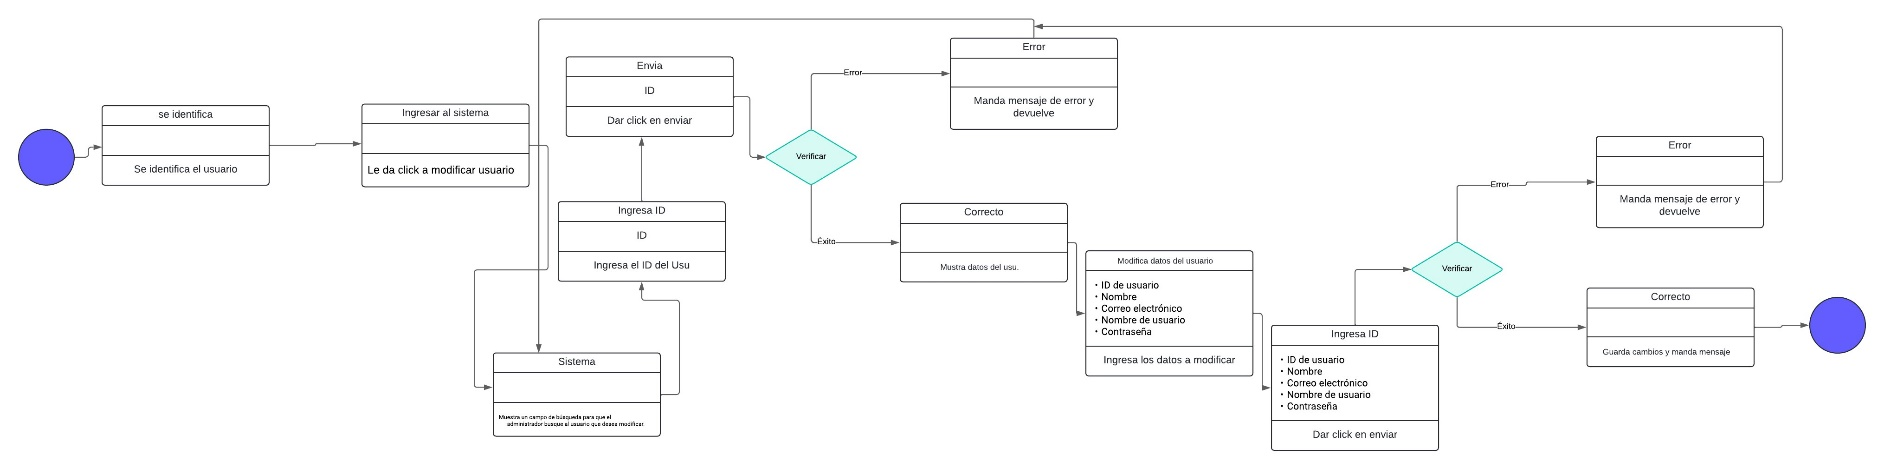 se identifica
Se identifica el usuario
Ingresar al sistema
Le da click a modificar usuario
Sistema
Muestra un campo de búsqueda para que el
administrador busque al usuario que desea modificar.
Ingresa ID
ID
Ingresa el ID del Usu
Envia
ID
Dar click en enviar
Verificar
Error
Error
Manda mensaje de error y
devuelve
Éxito
Correcto
Mustra datos del usu.
Modifica datos del usuario
• ID de usuario
• Nombre
• Correo electrónico
• Nombre de usuario
• Contraseña
Ingresa los datos a modificar
Ingresa ID
• ID de usuario
• Nombre
• Correo electrónico
• Nombre de usuario
• Contraseña
Dar click en enviar
Verificar
Error
Error
Manda mensaje de error y
devuelve
Éxito
Correcto
Guarda cambios y manda mensaje